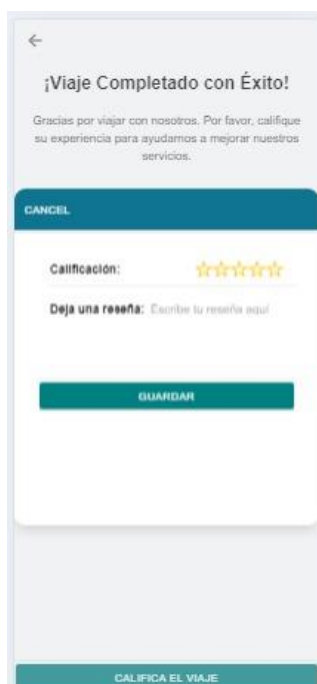 ¡Viaje Completado con Éxito!
Gracias por viajar con nosotros. Por favor, califique
su experiencia para ayudarnos a mejorar nuestros
servicios.
CANCEL
Calificación:
Deja una reseña: Escribe tu reseña aquí
GUARDAR
CALIFICA EL VIAJE